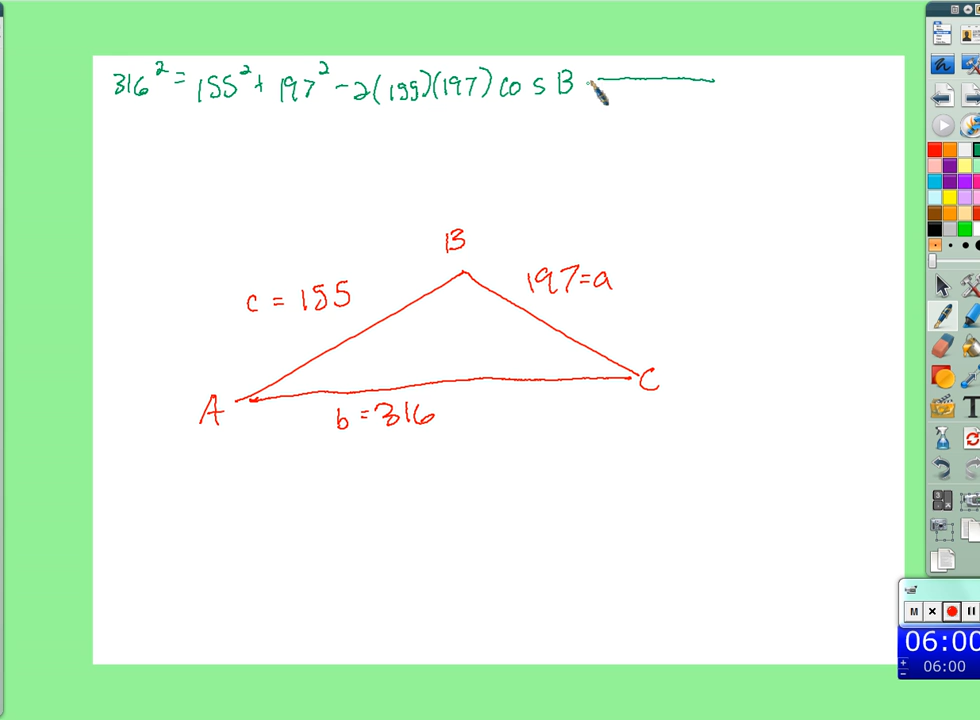 316² = 155² + 197² - 2(155)(197) cos B
B
c = 155
197 = a
A
C
b = 316
M
T
06:00
06:00